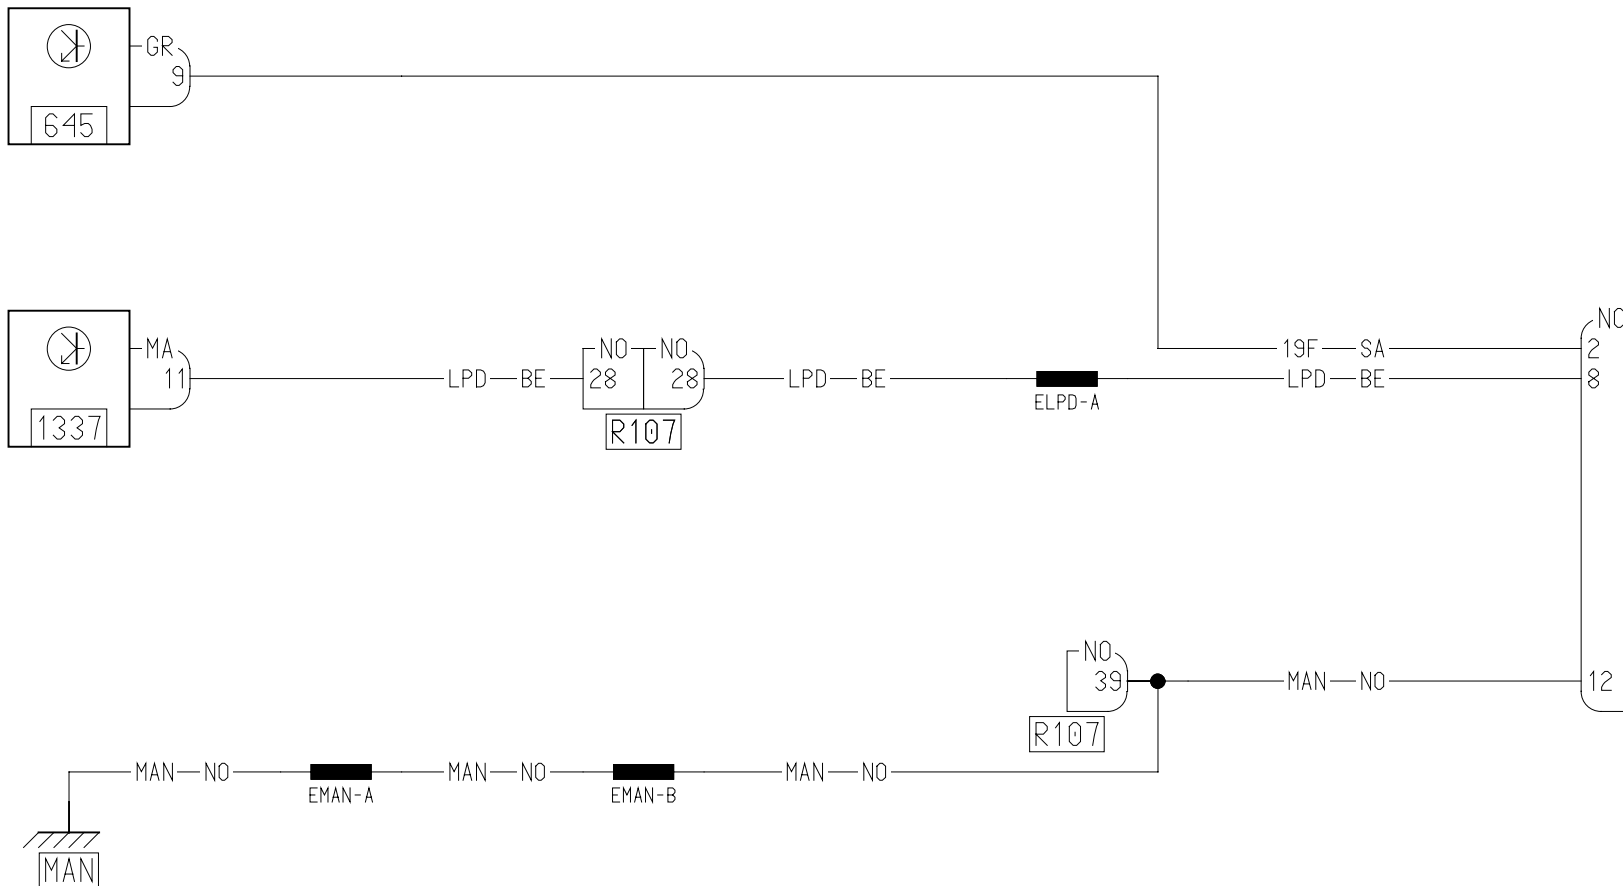 GR
9
645
MA
11
1337
LPD BE
NO NO
28 28
R107
LPD BE
ELPD-A
19F SA
LPD BE
NO
2
8
12
NO
39
R107
MAN NO
MAN NO
EMAN-A
MAN NO
EMAN-B
MAN NO
MAN